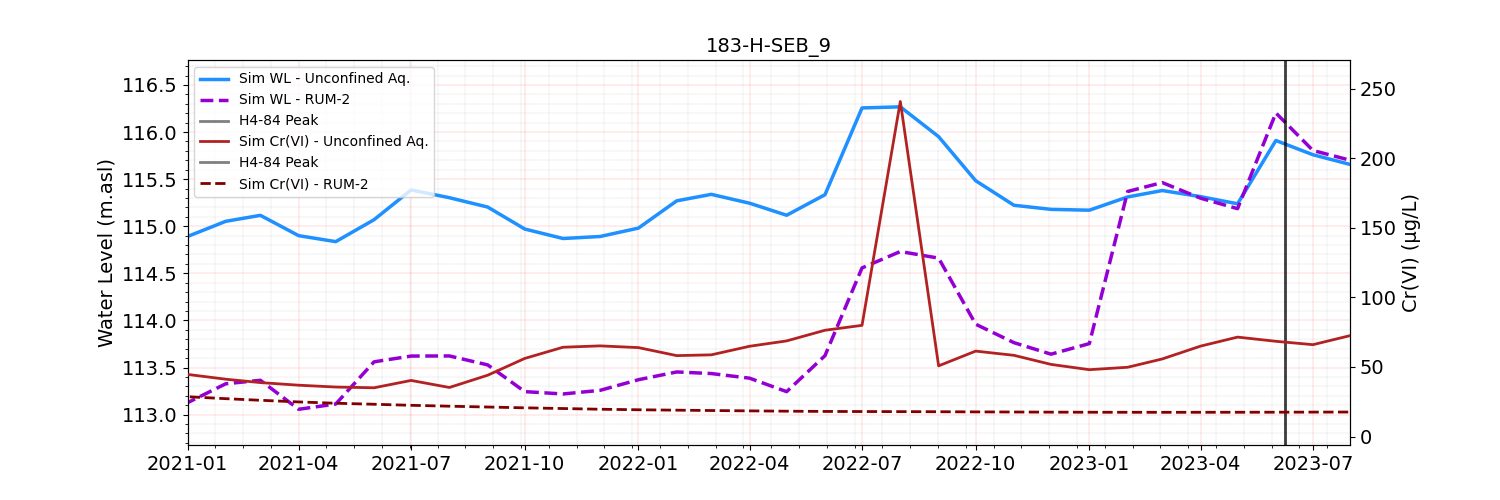 183-H-SEB_9
Water Level (m.asl)
116.5
116.0
115.5
115.0
114.5
114.0
113.5
113.0
Sim WL - Unconfined Aq.
Sim WL - RUM-2
H4-84 Peak
Sim Cr(VI) - Unconfined Aq.
H4-84 Peak
Sim Cr(VI) - RUM-2
250
200
150
100
50
0
Cr(VI) (μg/L)
2021-01 2021-04 2021-07 2021-10 2022-01 2022-04 2022-07 2022-10 2023-01 2023-04 2023-07